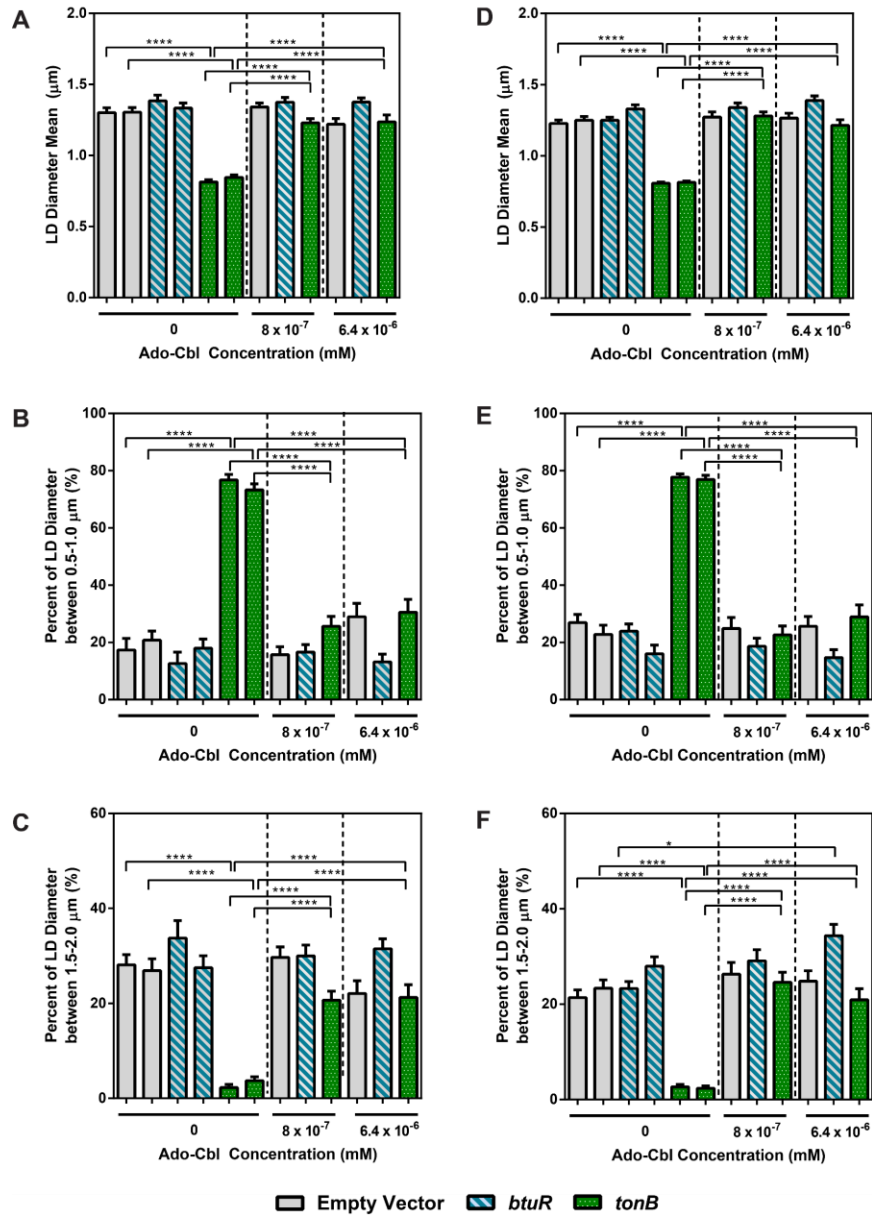 A
LD Diameter Mean (μm)
2.0
1.5
1.0
0.5
0.0
****
****
****
****
****
****
0
8 x 10⁻⁷
6.4 x 10⁻⁶
Ado-Cbl Concentration (mM)
D
LD Diameter Mean (μm)
2.0
1.5
1.0
0.5
0.0
****
****
****
****
****
****
0
8 x 10⁻⁷
6.4 x 10⁻⁶
Ado-Cbl Concentration (mM)
B
Percent of LD Diameter
between 0.5-1.0 μm (%)
100
80
60
40
20
0
****
****
****
****
****
****
0
8 x 10⁻⁷
6.4 x 10⁻⁶
Ado-Cbl Concentration (mM)
E
Percent of LD Diameter
between 0.5-1.0 μm (%)
100
80
60
40
20
0
****
****
****
****
****
****
0
8 x 10⁻⁷
6.4 x 10⁻⁶
Ado-Cbl Concentration (mM)
C
Percent of LD Diameter
between 1.5-2.0 μm (%)
60
40
20
0
****
****
****
****
****
****
0
8 x 10⁻⁷
6.4 x 10⁻⁶
Ado-Cbl Concentration (mM)
F
Percent of LD Diameter
between 1.5-2.0 μm (%)
60
40
20
0
*
****
****
****
****
****
****
0
8 x 10⁻⁷
6.4 x 10⁻⁶
Ado-Cbl Concentration (mM)
Empty Vector
btuR
tonB